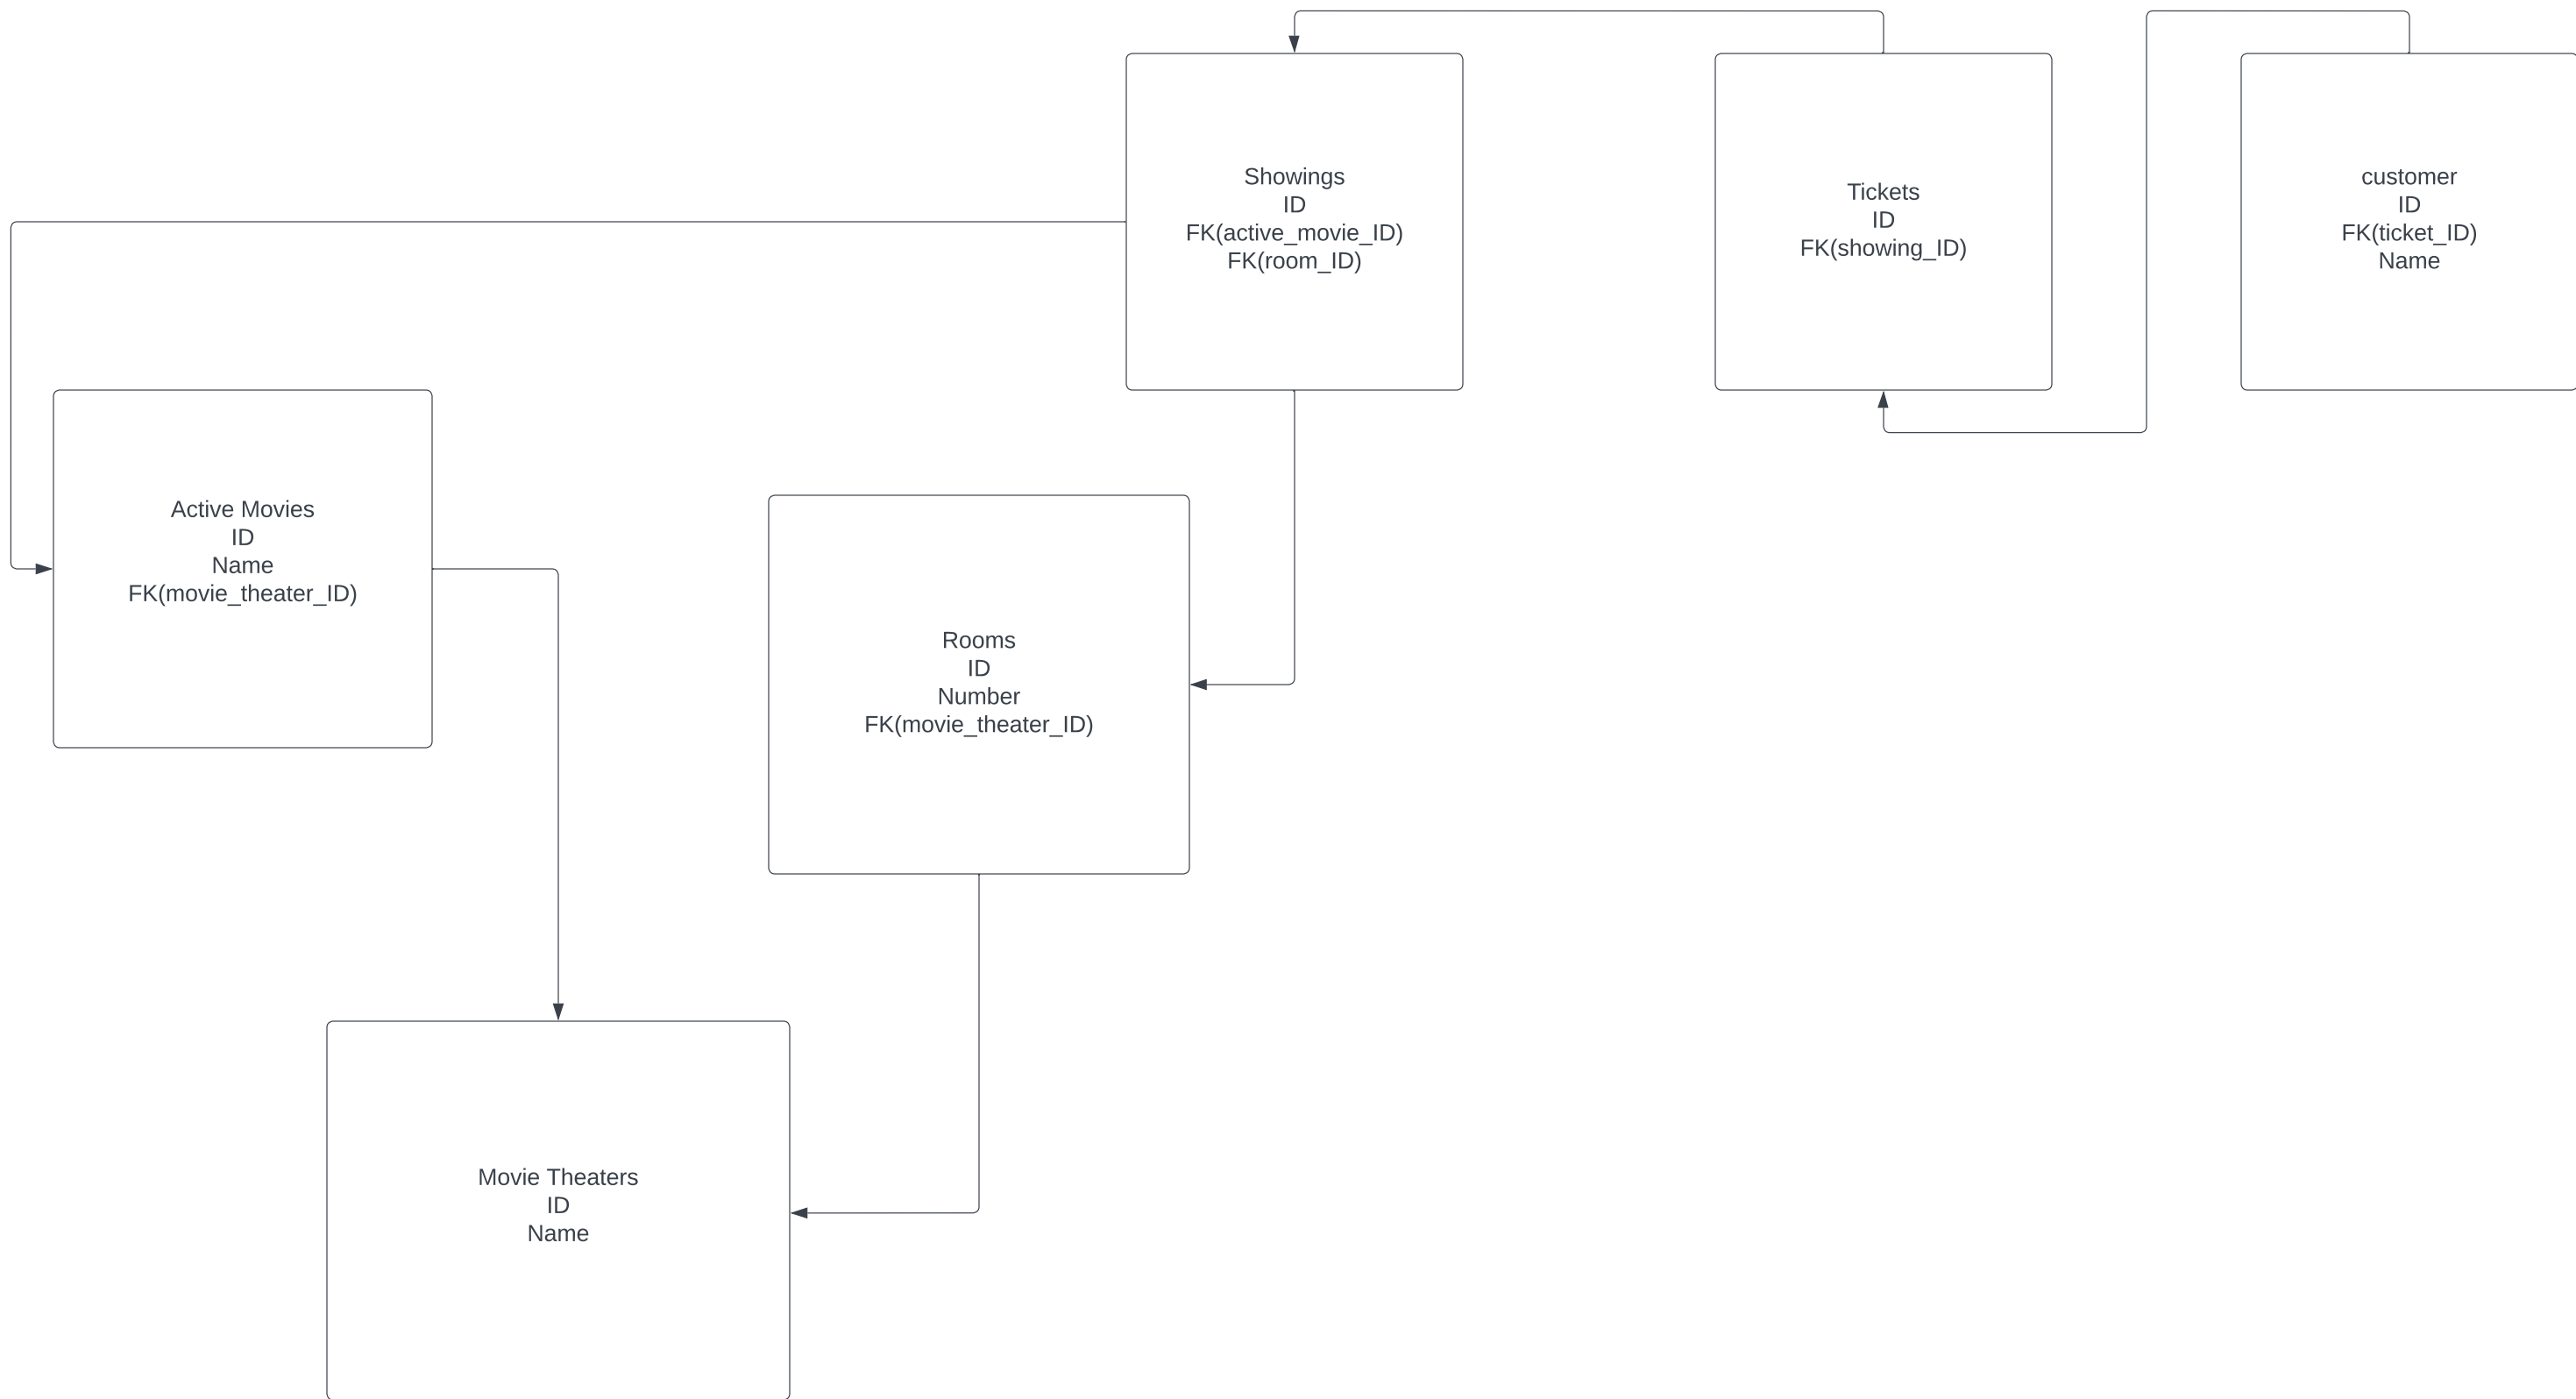 Showings
ID
FK(active_movie_ID)
FK(room_ID)
Tickets
ID
FK(showing_ID)
customer
ID
FK(ticket_ID)
Name
Active Movies
ID
Name
FK(movie_theater_ID)
Rooms
ID
Number
FK(movie_theater_ID)
Movie Theaters
ID
Name